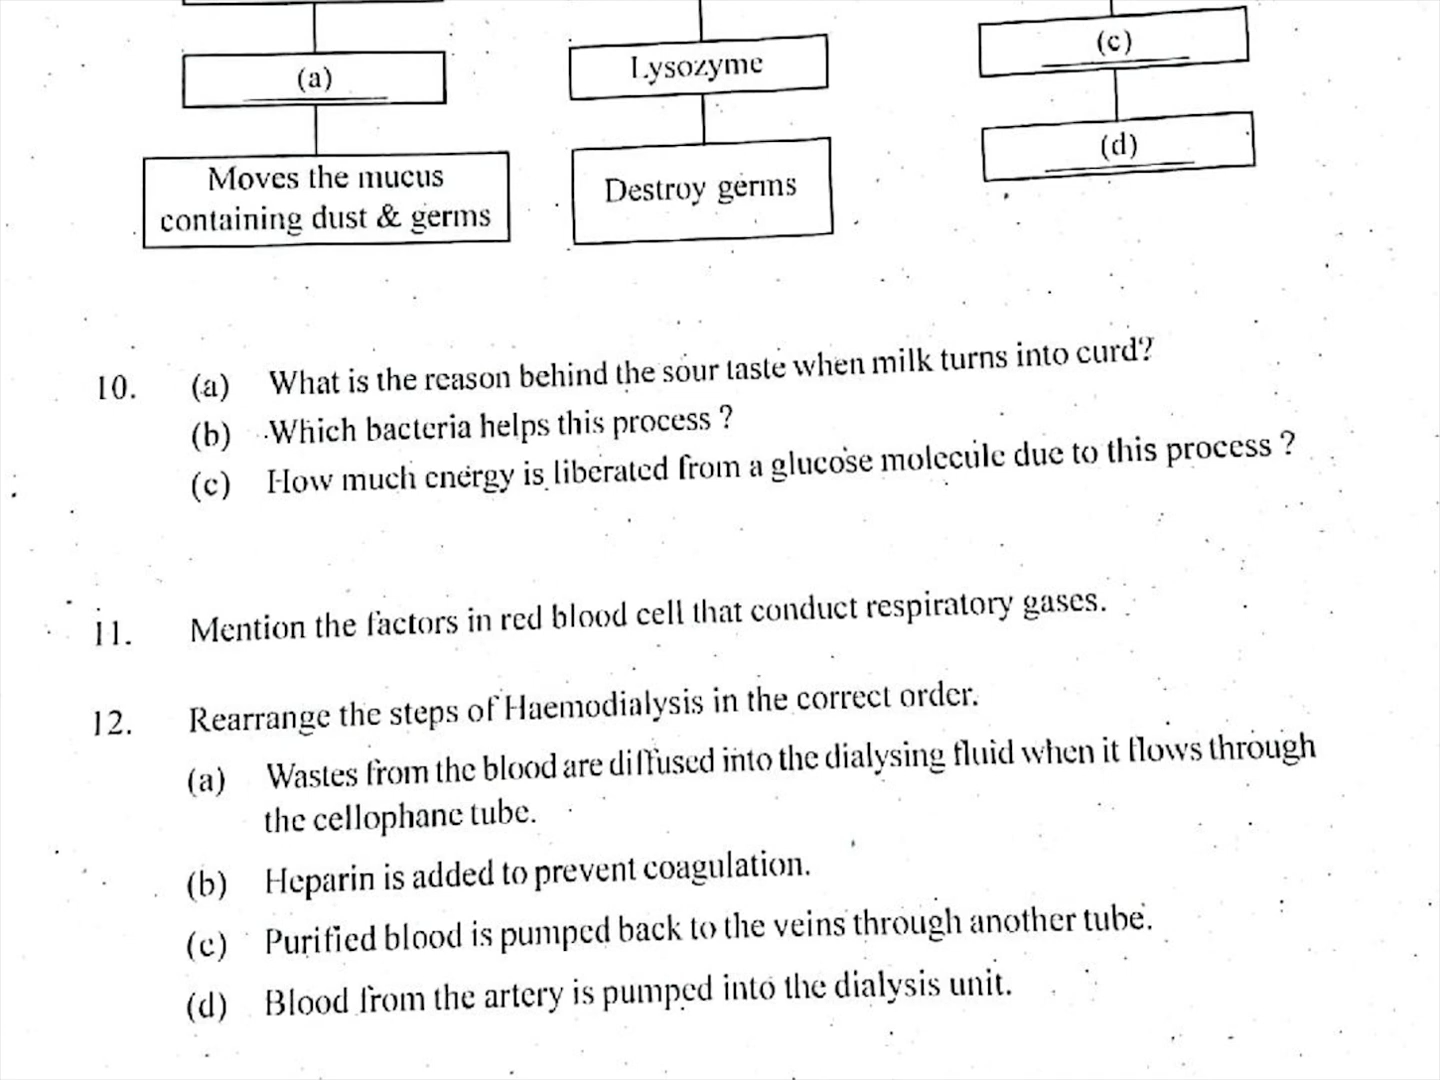 (a)
Lysozyme
(c)
(d)
Moves the mucus
containing dust & germs
Destroy germs
10. (a) What is the reason behind the sour taste when milk turns into curd?
(b) Which bacteria helps this process ?
(c) How much energy is liberated from a glucose molecule due to this process ?
11. Mention the factors in red blood cell that conduct respiratory gases.
12. Rearrange the steps of Haemodialysis in the correct order.
(a) Wastes from the blood are diffused into the dialysing fluid when it flows through
the cellophane tube.
(b) Heparin is added to prevent coagulation.
(c) Purified blood is pumped back to the veins through another tube.
(d) Blood from the artery is pumped into the dialysis unit.